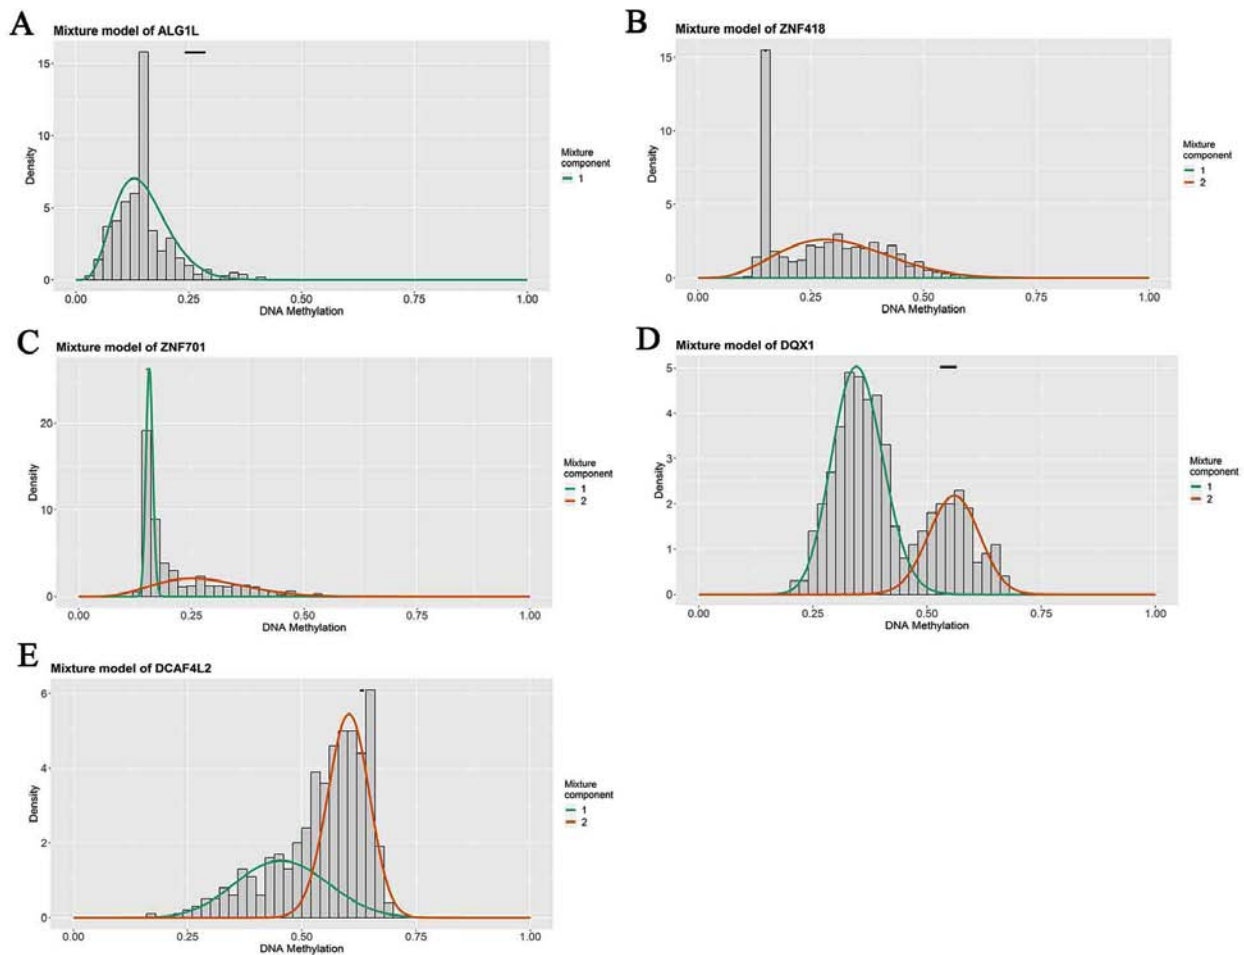 A
Mixture model of ALG1L
15
10
5
0
Density
0.00 0.25 0.50 0.75 1.00
DNA Methylation
Mixture
component
1
B
Mixture model of ZNF418
15
10
5
0
Density
0.00 0.25 0.50 0.75 1.00
DNA Methylation
Mixture
component
1
2
C
Mixture model of ZNF701
20
10
0
Density
0.00 0.25 0.50 0.75 1.00
DNA Methylation
Mixture
component
1
2
D
Mixture model of DQX1
5
4
3
2
1
0
Density
0.00 0.25 0.50 0.75 1.00
DNA Methylation
Mixture
component
1
2
E
Mixture model of DCAF4L2
6
4
2
0
Density
0.00 0.25 0.50 0.75 1.00
DNA Methylation
Mixture
component
1
2